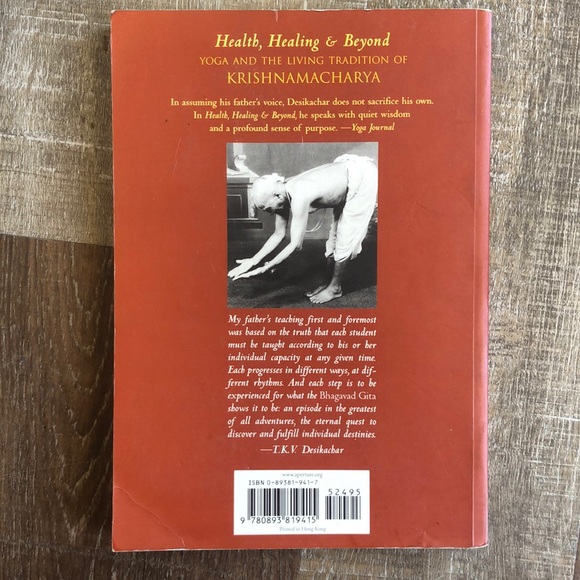 Health, Healing & Beyond
YOGA AND THE LIVING TRADITION OF
KRISHNAMACHARYA
In assuming his father's voice, Desikachar does not sacrifice his own.
In Health, Healing & Beyond, he speaks with quiet wisdom
and a profound sense of purpose. —Yoga Journal
My father's teaching first and foremost
was based on the truth that each student
must be taught according to his or her
individual capacity at any given time.
Each progresses in different ways, at dif-
ferent rhythms. And each step is to be
experienced for what the Bhagavad Gita
shows it to be: an episode in the greatest
of all adventures, the eternal quest to
discover and fulfill individual destinies.
—T.K.V. Desikachar
www.aperture.org
ISBN 0-89381-941-7
52495
9 780893 819415
Printed in Hong Kong